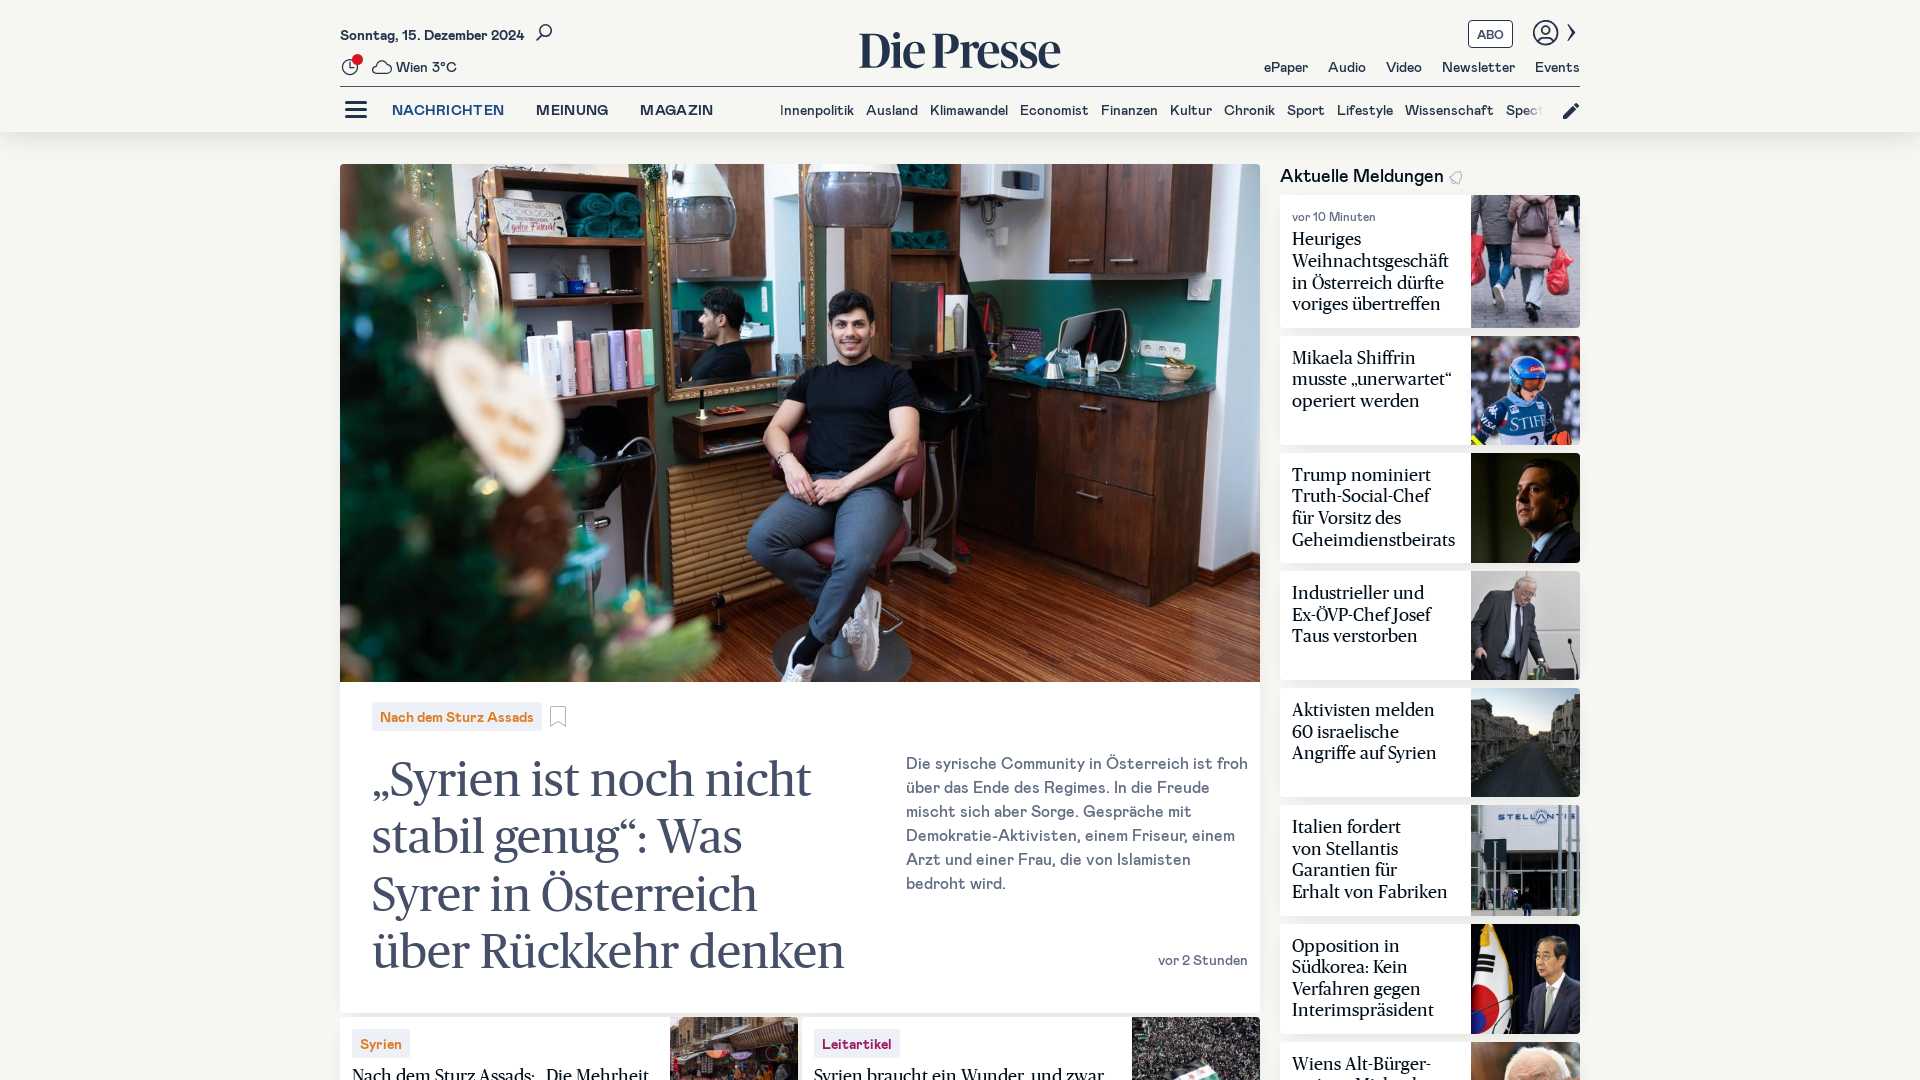 Sonntag, 15. Dezember 2024
Wien 3°C
Die Presse
ABO
ePaper Audio Video Newsletter Events
NACHRICHTEN MEINUNG MAGAZIN
Innenpolitik Ausland Klimawandel Economist Finanzen Kultur Chronik Sport Lifestyle Wissenschaft Spect
Nach dem Sturz Assads
„Syrien ist noch nicht
stabil genug“: Was
Syrer in Österreich
über Rückkehr denken
Die syrische Community in Österreich ist froh
über das Ende des Regimes. In die Freude
mischt sich aber Sorge. Gespräche mit
Demokratie-Aktivisten, einem Friseur, einem
Arzt und einer Frau, die von Islamisten
bedroht wird.
vor 2 Stunden
Syrien
Nach dem Sturz Assads: „Die Mehrheit
Leitartikel
Syrien braucht ein Wunder, und zwar
Aktuelle Meldungen
vor 10 Minuten
Heuriges
Weihnachtsgeschäft
in Österreich dürfte
voriges übertreffen
Mikaela Shiffrin
musste „unerwartet“
operiert werden
STIFE
Trump nominiert
Truth-Social-Chef
für Vorsitz des
Geheimdienstbeirats
Industrieller und
Ex-ÖVP-Chef Josef
Taus verstorben
Aktivisten melden
60 israelische
Angriffe auf Syrien
Italien fordert
von Stellantis
Garantien für
Erhalt von Fabriken
STELLANTIS
Opposition in
Südkorea: Kein
Verfahren gegen
Interimspräsident
Wiens Alt-Bürger-